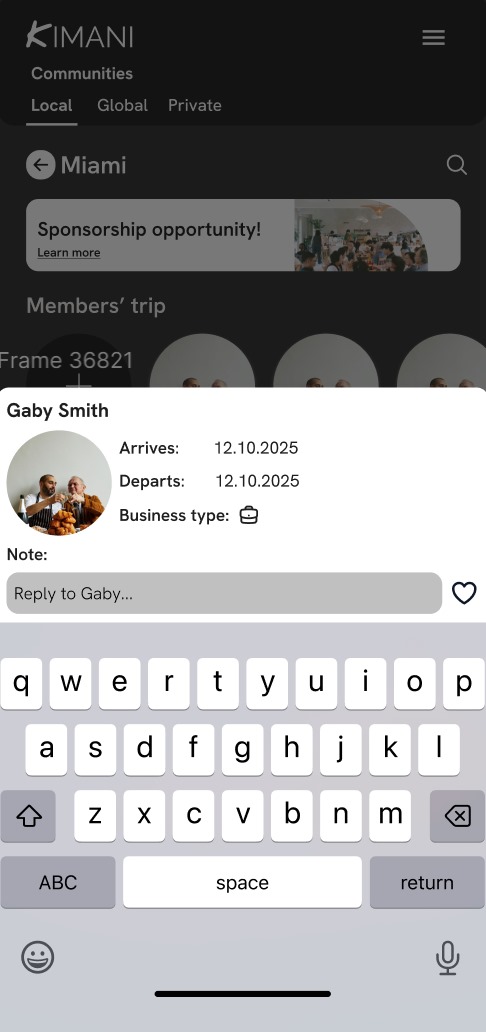 KIMANI
Communities
Local Global Private
Miami
Sponsorship opportunity!
Learn more
Members’ trip
Frame 36821
Gaby Smith
Arrives: 12.10.2025
Departs: 12.10.2025
Business type:
Note:
Reply to Gaby...
q w e r t y u i o p
a s d f g h j k l
z x c v b n m
ABC space return